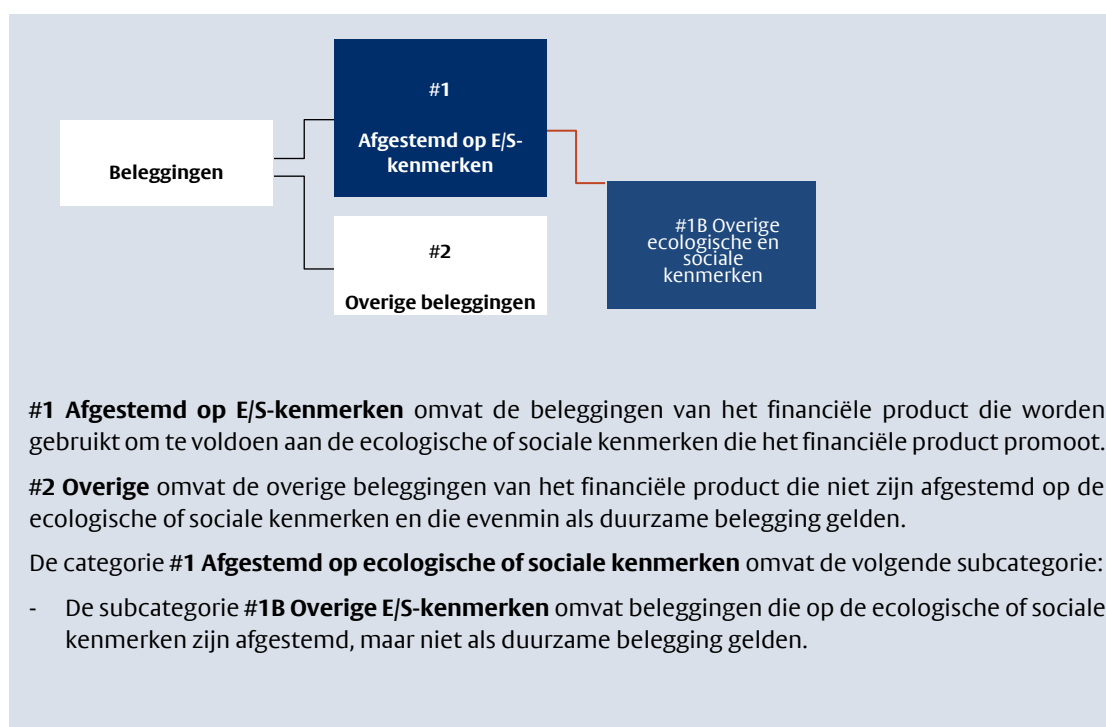 #1
Afgestemd op E/S-
kenmerken
Beleggingen
#2
Overige beleggingen
#1B Overige
ecologische en
sociale
kenmerken
#1 Afgestemd op E/S-kenmerken omvat de beleggingen van het financiële product die worden
gebruikt om te voldoen aan de ecologische of sociale kenmerken die het financiële product promoot.
#2 Overige omvat de overige beleggingen van het financiële product die niet zijn afgestemd op de
ecologische of sociale kenmerken en die evenmin als duurzame belegging gelden.
De categorie #1 Afgestemd op ecologische of sociale kenmerken omvat de volgende subcategorie:
- De subcategorie #1B Overige E/S-kenmerken omvat beleggingen die op de ecologische of sociale
kenmerken zijn afgestemd, maar niet als duurzame belegging gelden.